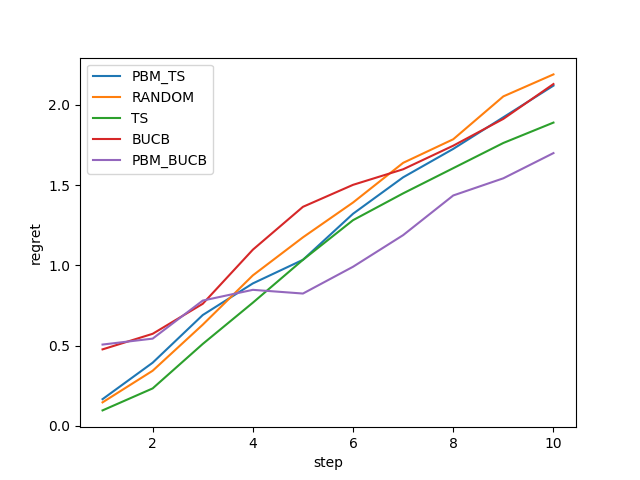 PBM_TS
RANDOM
TS
BUCB
PBM_BUCB
2.0
1.5
1.0
0.5
0.0
regret
2 4 6 8 10
step